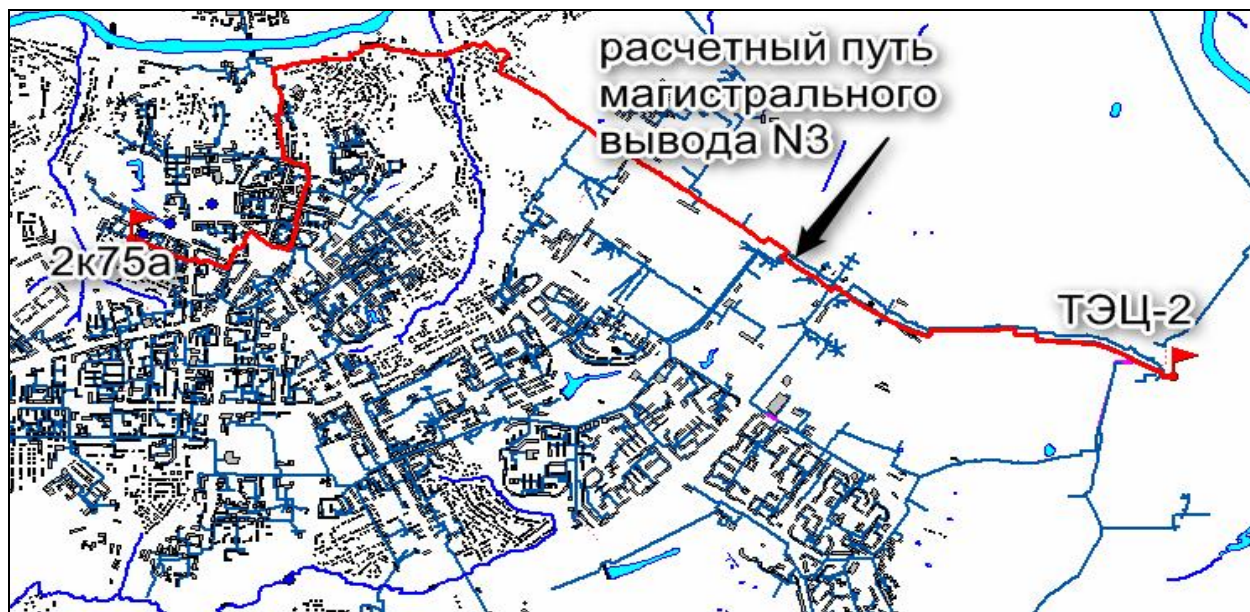 расчетный путь
магистрального
вывода N3
2к75а
ТЭЦ-2